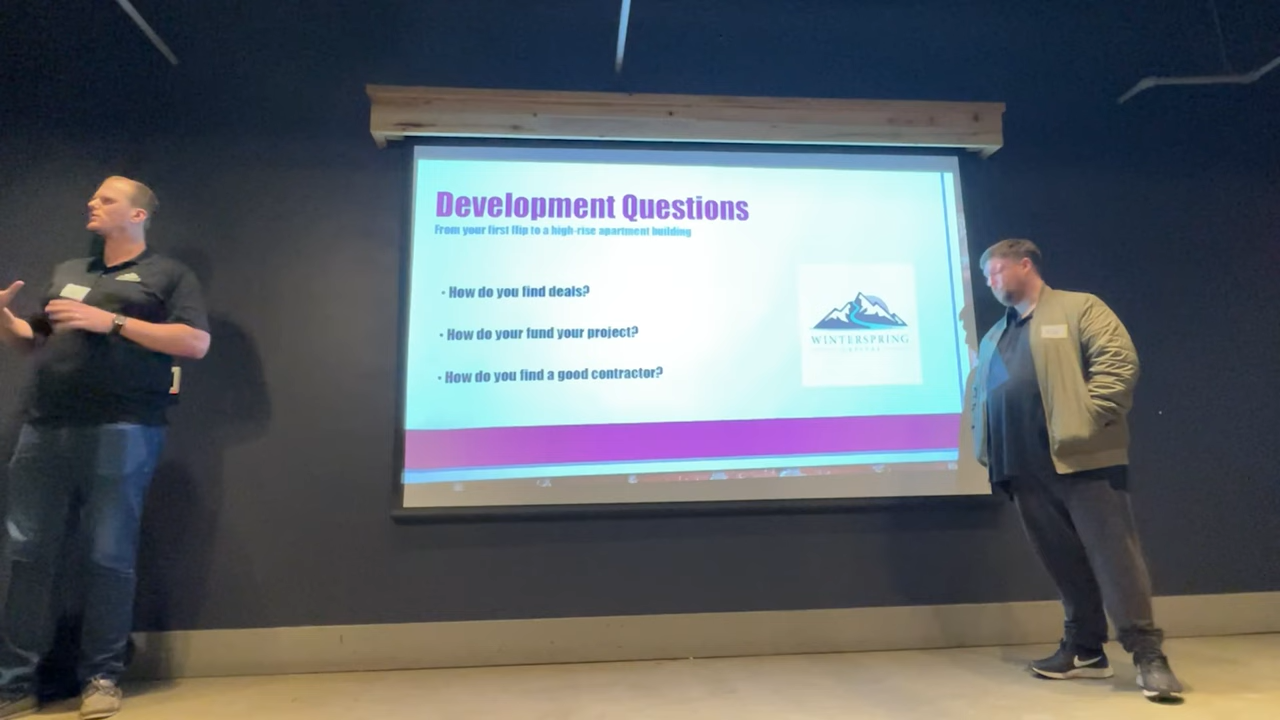 Development Questions
From your first flip to a high-rise apartment building
• How do you find deals?
• How do your fund your project?
• How do you find a good contractor?
WINTERSPRING
CAPITAL